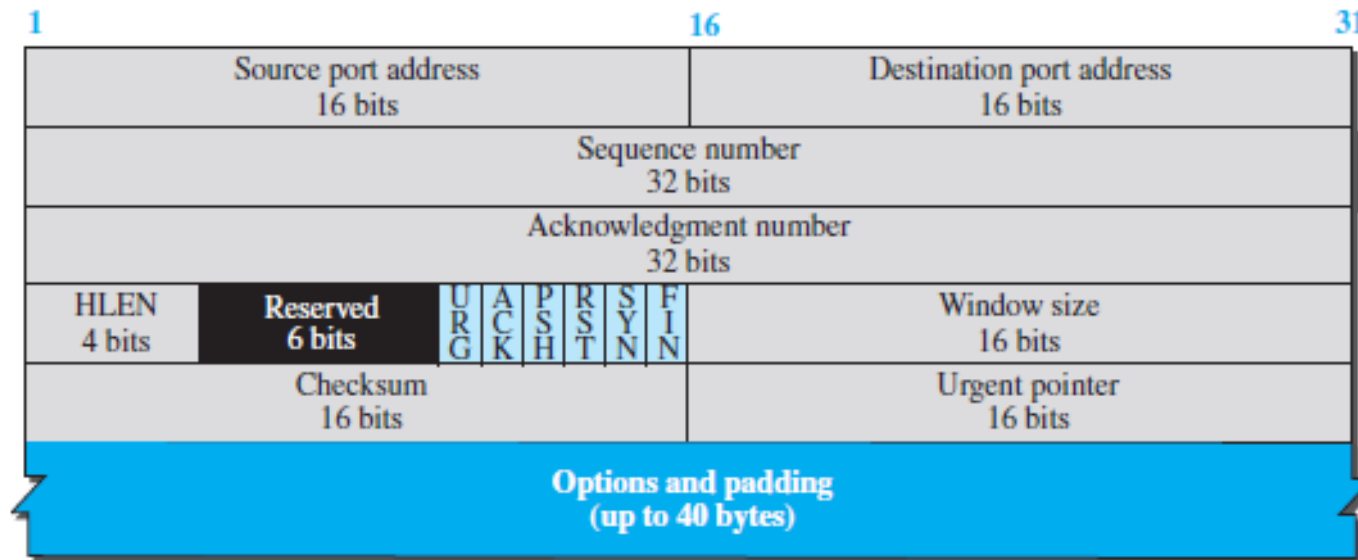 1 16 31
Source port address Destination port address
16 bits 16 bits
Sequence number
32 bits
Acknowledgment number
32 bits
HLEN Reserved URG ACK PSH RST SYN FIN Window size
4 bits 6 bits 16 bits
Checksum Urgent pointer
16 bits 16 bits
Options and padding
(up to 40 bytes)